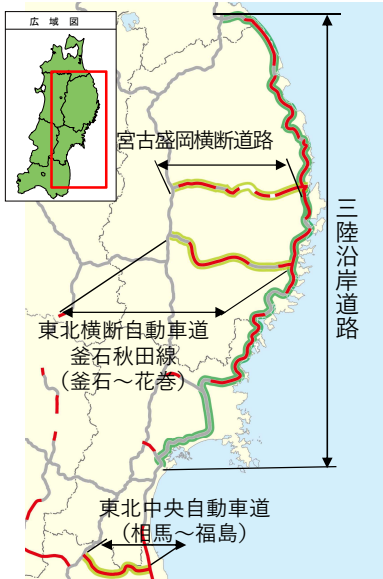 広域図
宮古盛岡横断道路
三陸沿岸道路
東北横断自動車道
釜石秋田線
（釜石～花巻）
東北中央自動車道
（相馬～福島）